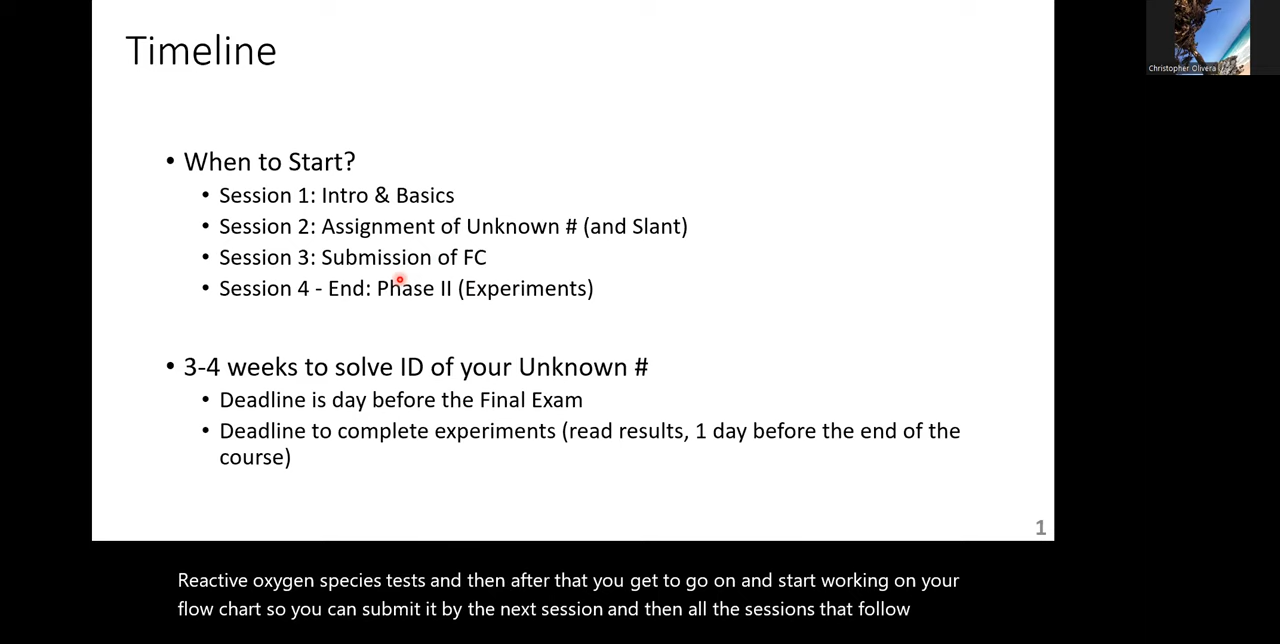 Timeline
Christopher Olivera
• When to Start?
• Session 1: Intro & Basics
• Session 2: Assignment of Unknown # (and Slant)
• Session 3: Submission of FC
• Session 4 - End: Phase II (Experiments)
• 3-4 weeks to solve ID of your Unknown #
• Deadline is day before the Final Exam
• Deadline to complete experiments (read results, 1 day before the end of the
course)
1
Reactive oxygen species tests and then after that you get to go on and start working on your
flow chart so you can submit it by the next session and then all the sessions that follow